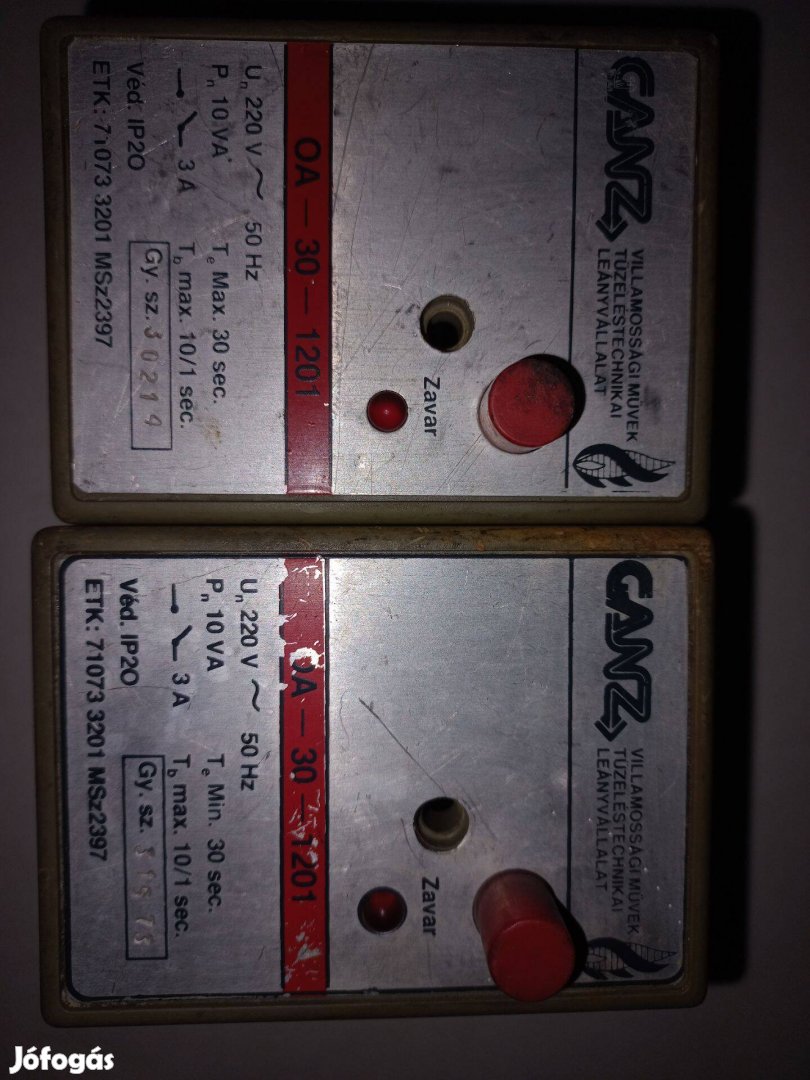 GANZ
VILLAMOSSÁGI MŰVEK
TÜZELÉSTECHNIKAI
LEÁNYVÁLLALAT
Zavar
OA — 30 — 1201
Un 220 V ~ 50 Hz
Pn 10 VA Te Max. 30 sec.
3 A Tb max. 10/1 sec.
Véd. IP20 Gy. sz. 30214
ETK: 71073 3201 MSz2397
GANZ
VILLAMOSSÁGI MŰVEK
TÜZELÉSTECHNIKAI
LEÁNYVÁLLALAT
Zavar
OA — 30 — 1201
Un 220 V ~ 50 Hz
Pn 10 VA Te Min. 30 sec.
3 A Tb max. 10/1 sec.
Véd. IP20 Gy. sz.
ETK: 71073 3201 MSz2397
Jófogás